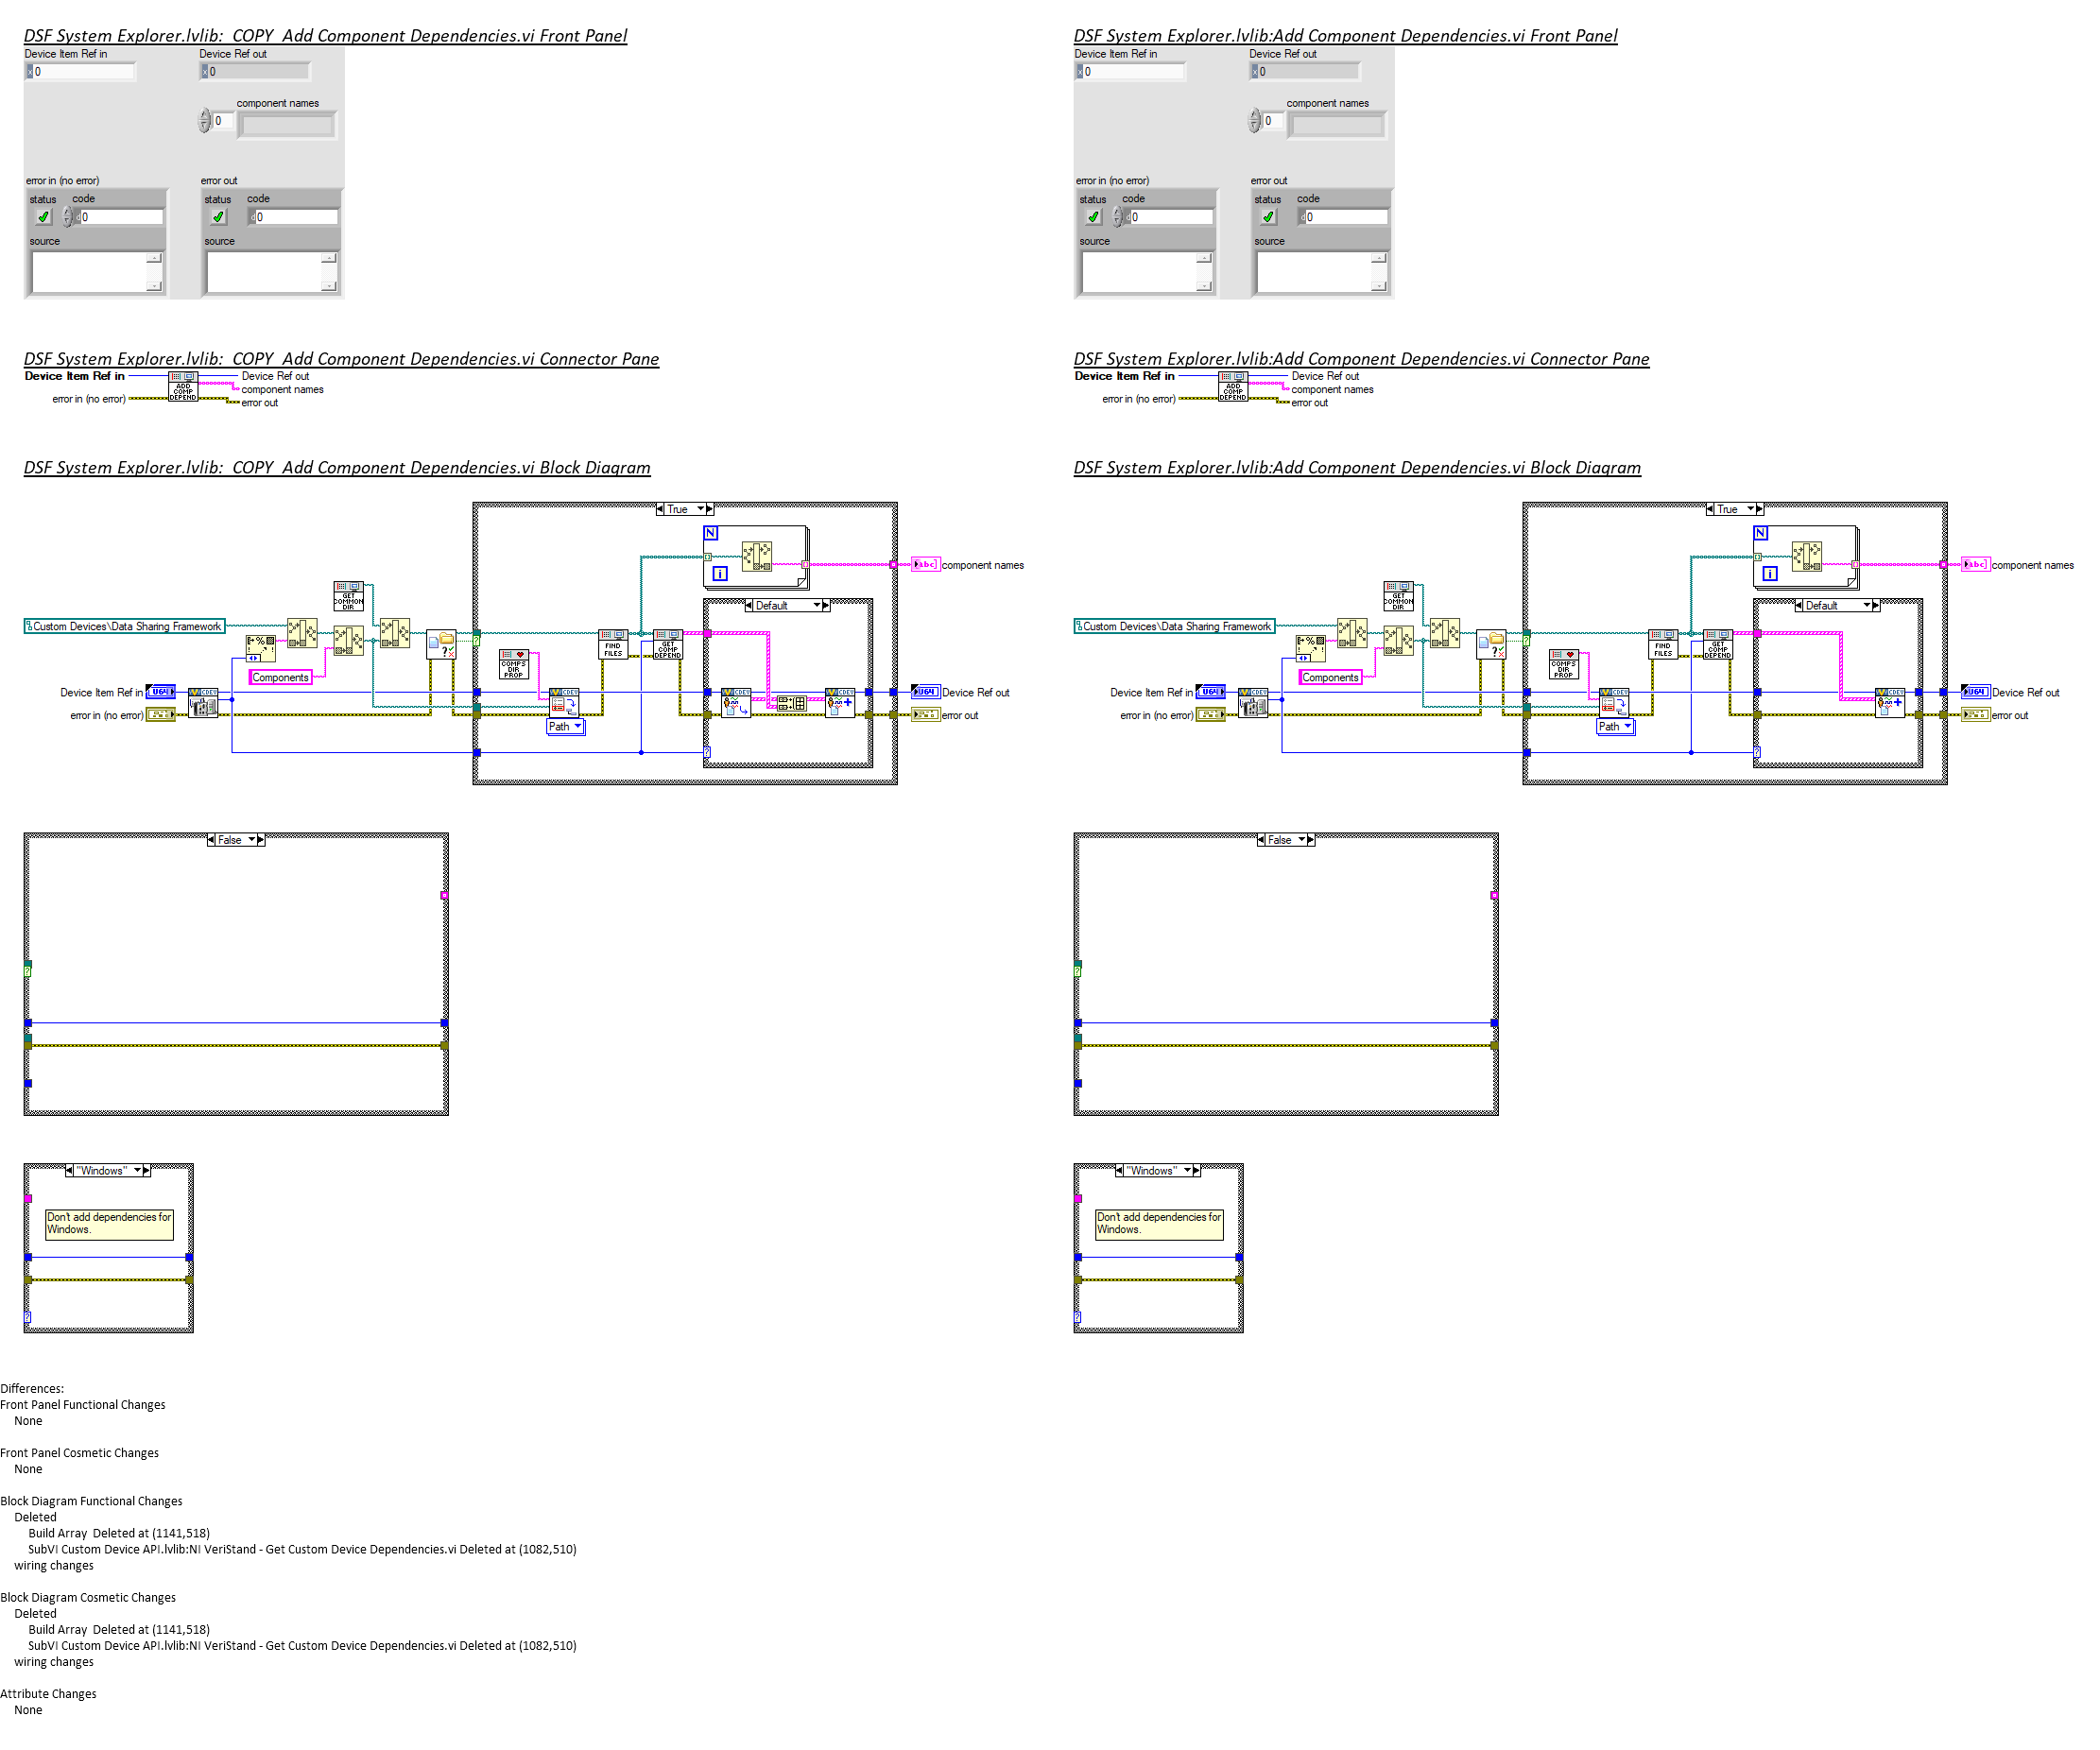 DSF System Explorer.lvlib:  COPY  Add Component Dependencies.vi Front Panel
Device Item Ref in
Device Ref out
x 0
x 0
component names
0
error in (no error)
error out
status
code
status
code
d 0
d 0
source
source
DSF System Explorer.lvlib:  COPY  Add Component Dependencies.vi Connector Pane
Device Item Ref in
Device Ref out
component names
error in (no error)
error out
ADD
COMP
DEPEND
DSF System Explorer.lvlib:  COPY  Add Component Dependencies.vi Block Diagram
True
N
i
abc
component names
GET
COMMON
DIR
Default
Custom Devices\Data Sharing Framework
FIND
FILES
GET
COMP
DEPEND
COMPS
DIR
PROP
Components
Device Item Ref in
U64
CDEV
CDEV
CDEV
CDEV
U64
Device Ref out
error in (no error)
error out
Path
False
"Windows"
Don't add dependencies for
Windows.
DSF System Explorer.lvlib:Add Component Dependencies.vi Front Panel
Device Item Ref in
Device Ref out
x 0
x 0
component names
0
error in (no error)
error out
status
code
status
code
d 0
d 0
source
source
DSF System Explorer.lvlib:Add Component Dependencies.vi Connector Pane
Device Item Ref in
Device Ref out
component names
error in (no error)
error out
ADD
COMP
DEPEND
DSF System Explorer.lvlib:Add Component Dependencies.vi Block Diagram
True
N
i
abc
component names
GET
COMMON
DIR
Default
Custom Devices\Data Sharing Framework
FIND
FILES
GET
COMP
DEPEND
COMPS
DIR
PROP
Components
Device Item Ref in
U64
CDEV
CDEV
CDEV
U64
Device Ref out
error in (no error)
error out
Path
False
"Windows"
Don't add dependencies for
Windows.
Differences:
Front Panel Functional Changes
None
Front Panel Cosmetic Changes
None
Block Diagram Functional Changes
Deleted
Build Array  Deleted at (1141,518)
SubVI Custom Device API.lvlib:NI VeriStand - Get Custom Device Dependencies.vi Deleted at (1082,510)
wiring changes
Block Diagram Cosmetic Changes
Deleted
Build Array  Deleted at (1141,518)
SubVI Custom Device API.lvlib:NI VeriStand - Get Custom Device Dependencies.vi Deleted at (1082,510)
wiring changes
Attribute Changes
None